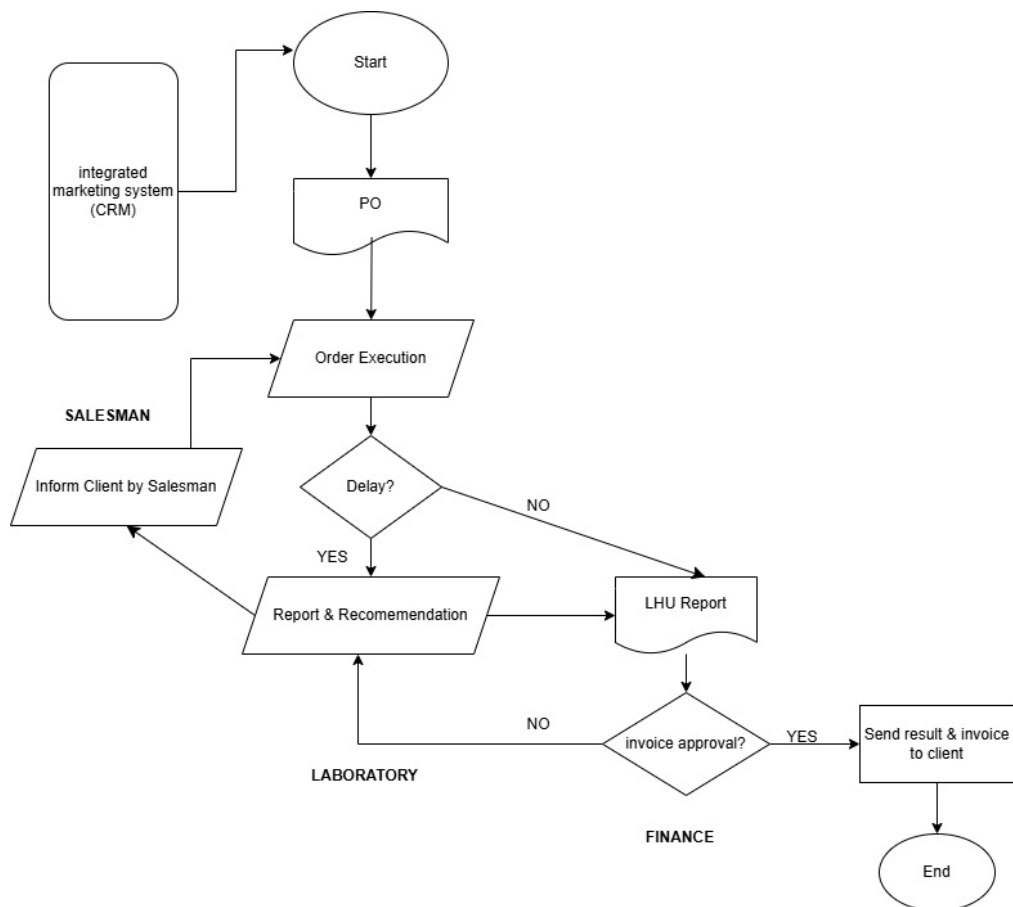 Start
integrated
marketing system
(CRM)
PO
Order Execution
SALESMAN
Inform Client by Salesman
Delay?
NO
YES
Report & Recomemendation
LHU Report
NO
invoice approval?
YES
Send result & invoice
to client
LABORATORY
FINANCE
End